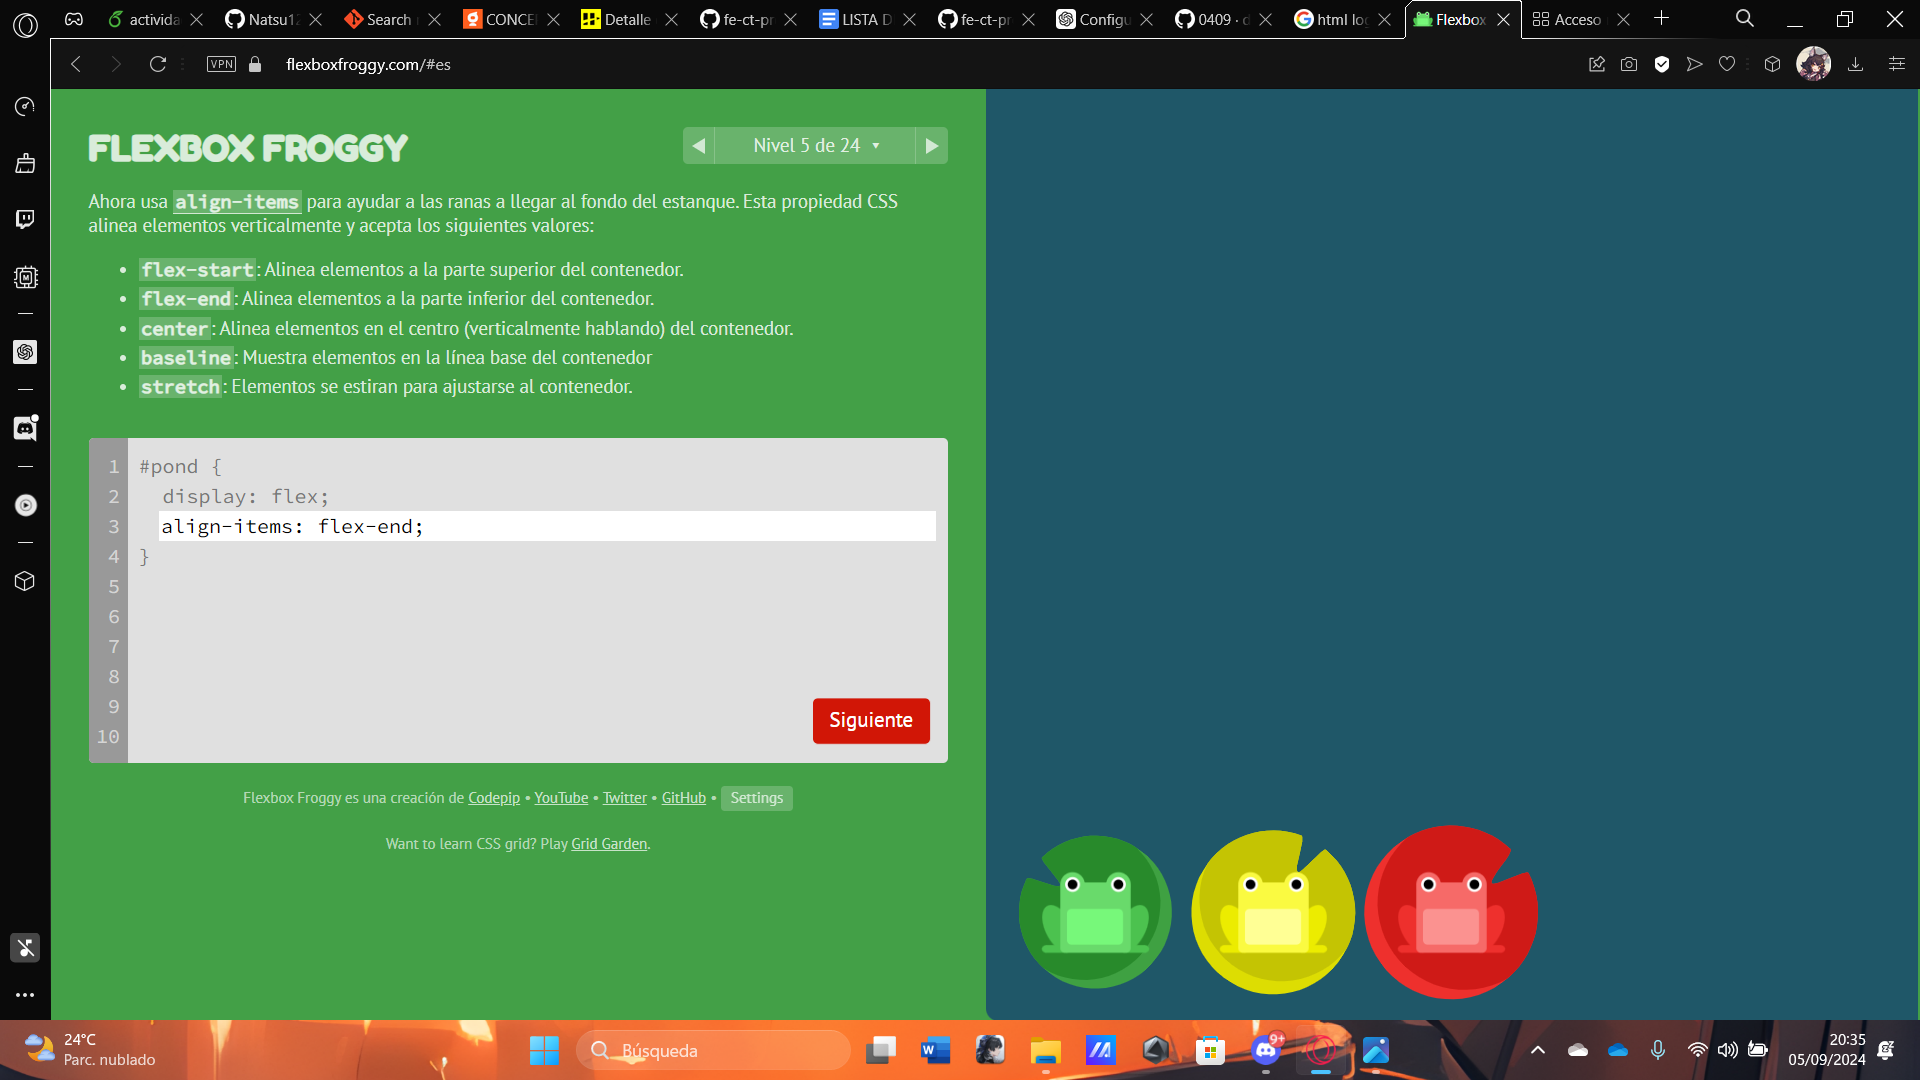 activida
Natsu12
Search
CONCE
Detalle
fe-ct-pr
LISTA D
fe-ct-pr
Configu
0409 · d
html log
Flexbox
Acceso
VPN
flexboxfroggy.com/#es
FLEXBOX FROGGY
◀ Nivel 5 de 24 ▼ ▶
Ahora usa align-items para ayudar a las ranas a llegar al fondo del estanque. Esta propiedad CSS
alinea elementos verticalmente y acepta los siguientes valores:
• flex-start: Alinea elementos a la parte superior del contenedor.
• flex-end: Alinea elementos a la parte inferior del contenedor.
• center: Alinea elementos en el centro (verticalmente hablando) del contenedor.
• baseline: Muestra elementos en la línea base del contenedor
• stretch: Elementos se estiran para ajustarse al contenedor.
1 #pond {
2 display: flex;
3 align-items: flex-end;
4 }
5
6
7
8
9
10
Siguiente
Flexbox Froggy es una creación de Codepip • YouTube • Twitter • GitHub • Settings
Want to learn CSS grid? Play Grid Garden.
24°C
Parc. nublado
Búsqueda
9+
20:35
05/09/2024